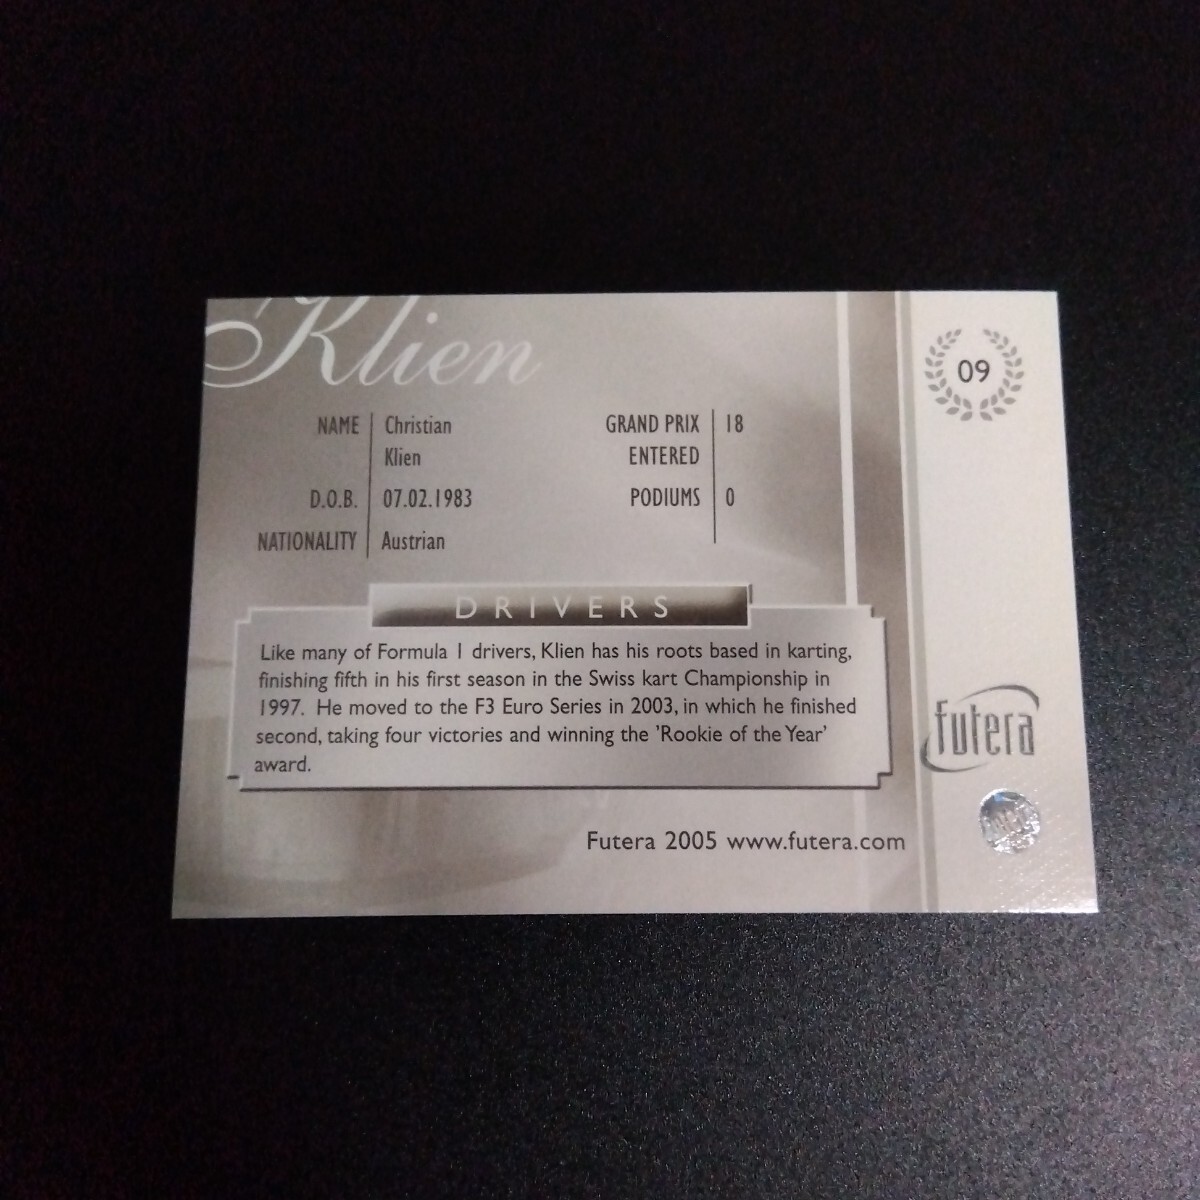 Klien
09
NAME Christian Klien
D.O.B. 07.02.1983
NATIONALITY Austrian
GRAND PRIX ENTERED 18
PODIUMS 0
DRIVERS
Like many of Formula 1 drivers, Klien has his roots based in karting,
finishing fifth in his first season in the Swiss kart Championship in
1997. He moved to the F3 Euro Series in 2003, in which he finished
second, taking four victories and winning the 'Rookie of the Year'
award.
futera
Futera 2005 www.futera.com